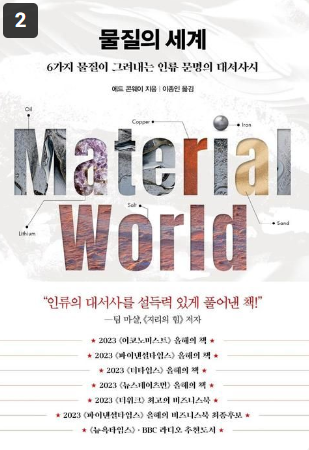 2
물질의 세계
6가지 물질이 그려내는 인류 문명의 대서사시
에드 콘웨이 지음 | 이종인 옮김
Oil
Copper
Iron
Material
Salt
World
Lithium
Sand
“인류의 대서사를 설득력 있게 풀어낸 책!”
—팀 마샬, 《지리의 힘》 저자
★ 2023 《이코노미스트》 올해의 책 ★
★ 2023 《파이낸셜타임스》 올해의 책 ★
★ 2023 《더타임스》 올해의 책 ★
★ 2023 《뉴스테이츠먼》 올해의 책 ★
★ 2023 《더위크》 최고의 비즈니스북 ★
★ 2023 《파이낸셜타임스》 올해의 비즈니스북 최종후보 ★
★ 《뉴욕타임스》·BBC 라디오 추천도서 ★